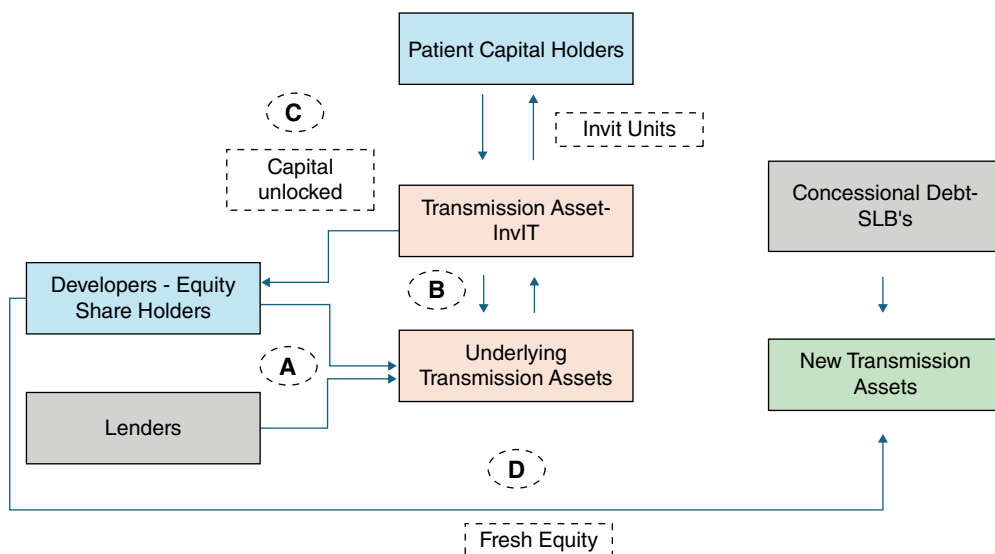 Patient Capital Holders
C
Invit Units
Capital
unlocked
Transmission Asset-
InvIT
Concessional Debt-
SLB's
Developers - Equity
Share Holders
B
A
Underlying
Transmission Assets
New Transmission
Assets
Lenders
D
Fresh Equity